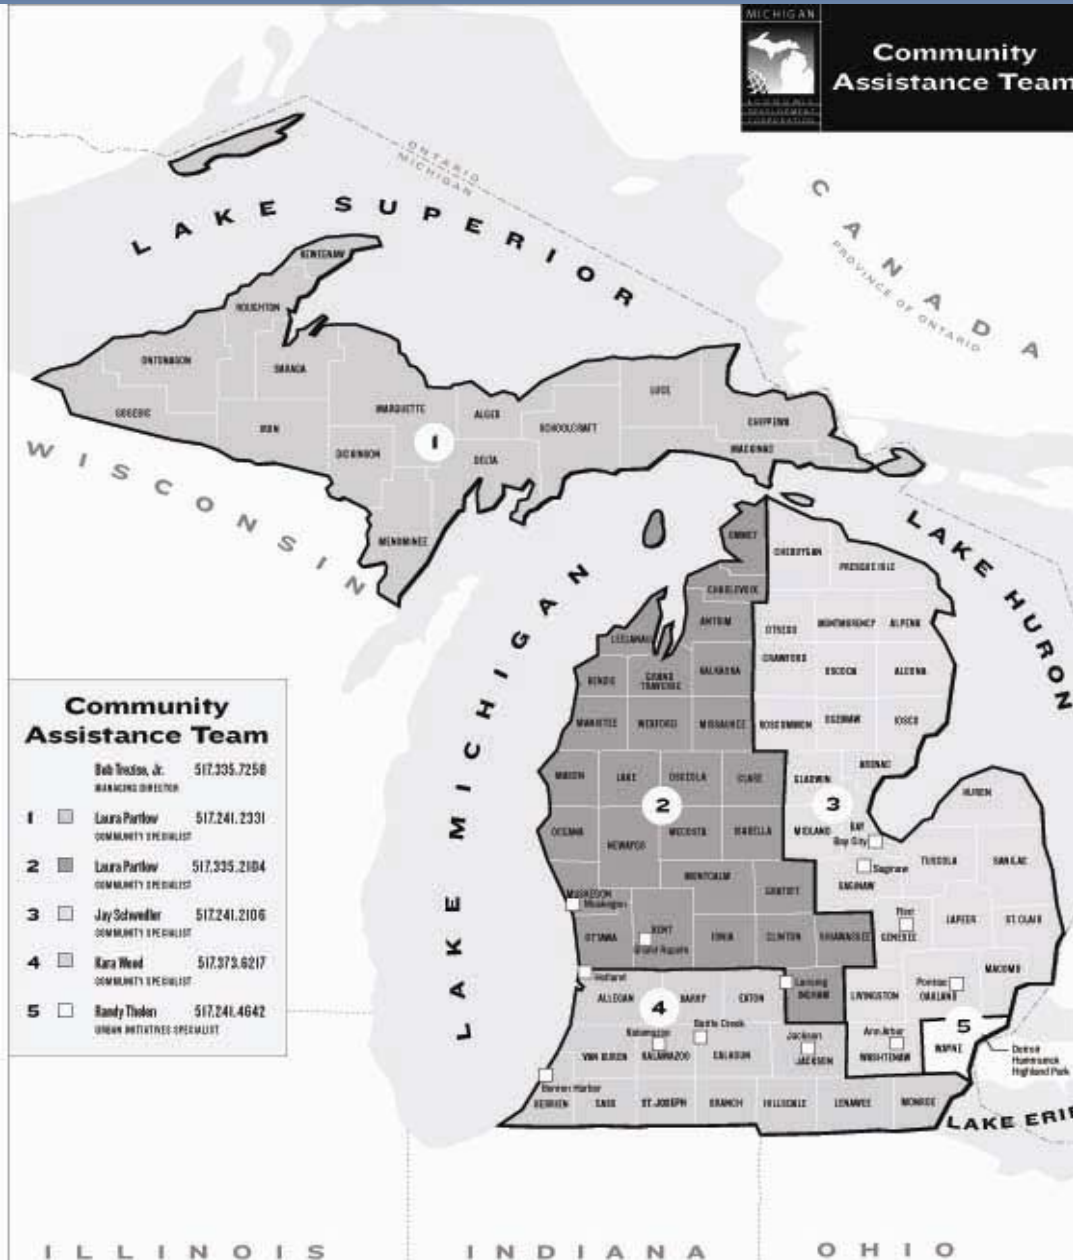 MICHIGAN
ECONOMIC
DEVELOPMENT
CORPORATION
Community
Assistance Team
ONTARIO
MICHIGAN
LAKE SUPERIOR
CANADA
PROVINCE OF ONTARIO
KEWEENAW
HOUGHTON
ONTONAGON
BARAGA
GOGEBIC
IRON
MARQUETTE
ALGER
LUCE
SCHOOLCRAFT
CHIPPEWA
MACKINAC
DICKINSON
1
DELTA
MENOMINEE
WISCONSIN
LAKE MICHIGAN
LAKE HURON
EMMET
CHEBOYGAN
PRESQUE ISLE
CHARLEVOIX
ANTRIM
OTSEGO
MONTMORENCY
ALPENA
LEELANAU
BENZIE
GRAND
TRAVERSE
KALKASKA
CRAWFORD
OSCODA
ALCONA
MANISTEE
WEXFORD
MISSAUKEE
ROSCOMMON
OGEMAW
IOSCO
MASON
LAKE
OSCEOLA
CLARE
GLADWIN
ARENAC
2
3
HURON
OCEANA
NEWAYGO
MECOSTA
ISABELLA
MIDLAND
BAY
Bay City
MONTCALM
GRATIOT
Saginaw
SAGINAW
TUSCOLA
SANILAC
MUSKEGON
Muskegon
OTTAWA
KENT
Grand Rapids
IONIA
CLINTON
SHIAWASSEE
Flint
GENESEE
LAPEER
ST. CLAIR
Holland
Lansing
INGHAM
LIVINGSTON
Pontiac
OAKLAND
MACOMB
ALLEGAN
4
BARRY
EATON
Kalamazoo
Battle Creek
Jackson
Ann Arbor
5
VAN BUREN
KALAMAZOO
CALHOUN
JACKSON
WASHTENAW
WAYNE
Detroit
Hamtramck
Highland Park
Benton Harbor
BERRIEN
CASS
ST. JOSEPH
BRANCH
HILLSDALE
LENAWEE
MONROE
LAKE ERIE
Community
Assistance Team
Bob Trezise, Jr. 517.335.7258
MANAGING DIRECTOR
1 Laura Partlow 517.241.2331
COMMUNITY SPECIALIST
2 Laura Partlow 517.335.2104
COMMUNITY SPECIALIST
3 Jay Schwedler 517.241.2106
COMMUNITY SPECIALIST
4 Kara Wood 517.373.6217
COMMUNITY SPECIALIST
5 Randy Thelen 517.241.4642
URBAN INITIATIVES SPECIALIST
ILLINOIS
INDIANA
OHIO